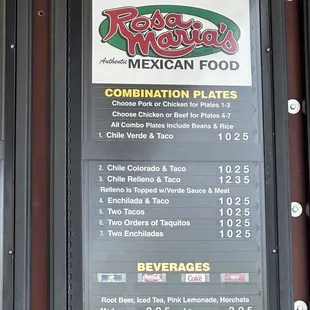 Rosa
Maria's
Authentic MEXICAN FOOD
COMBINATION PLATES
Choose Pork or Chicken for Plates 1-3
Choose Chicken or Beef for Plates 4-7
All Combo Plates Include Beans & Rice
1. Chile Verde & Taco 1025
2. Chile Colorado & Taco 1025
3. Chile Relleno & Taco 1235
Relleno is Topped w/Verde Sauce & Meat
4. Enchilada & Taco 1025
5. Two Tacos 1025
6. Two Orders of Taquitos 1025
7. Two Enchiladas 1025
BEVERAGES
Coke
Root Beer, Iced Tea, Pink Lemonade, Horchata